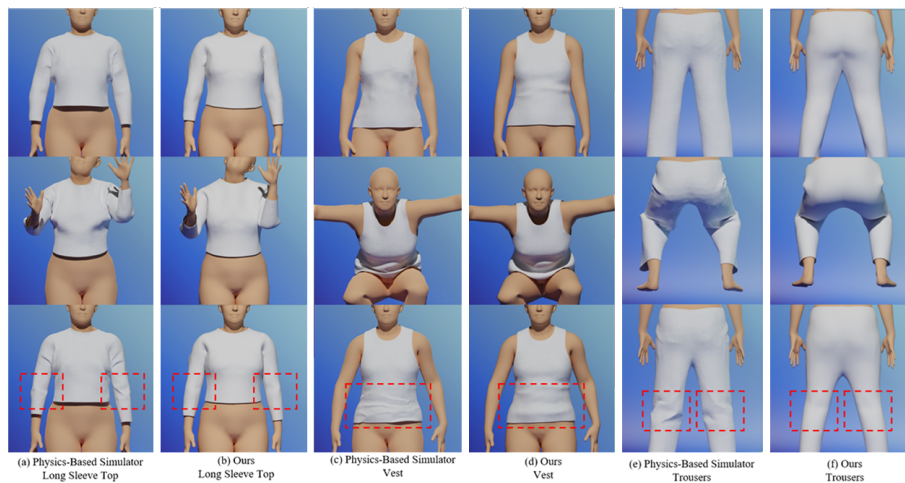 (a) Physics-Based Simulator
Long Sleeve Top
(b) Ours
Long Sleeve Top
(c) Physics-Based Simulator
Vest
(d) Ours
Vest
(e) Physics-Based Simulator
Trousers
(f) Ours
Trousers